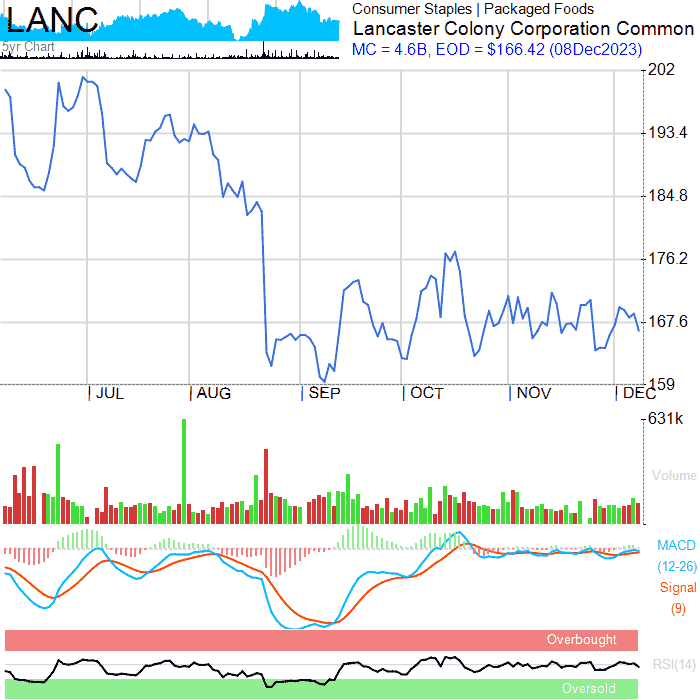 LANC
5yr Chart
Consumer Staples | Packaged Foods
Lancaster Colony Corporation Common
MC = 4.6B, EOD = $166.42 (08Dec2023)
202
193.4
184.8
176.2
167.6
159
JUL
AUG
SEP
OCT
NOV
DEC
631k
Volume
MACD
(12-26)
Signal
(9)
Overbought
RSI(14)
Oversold